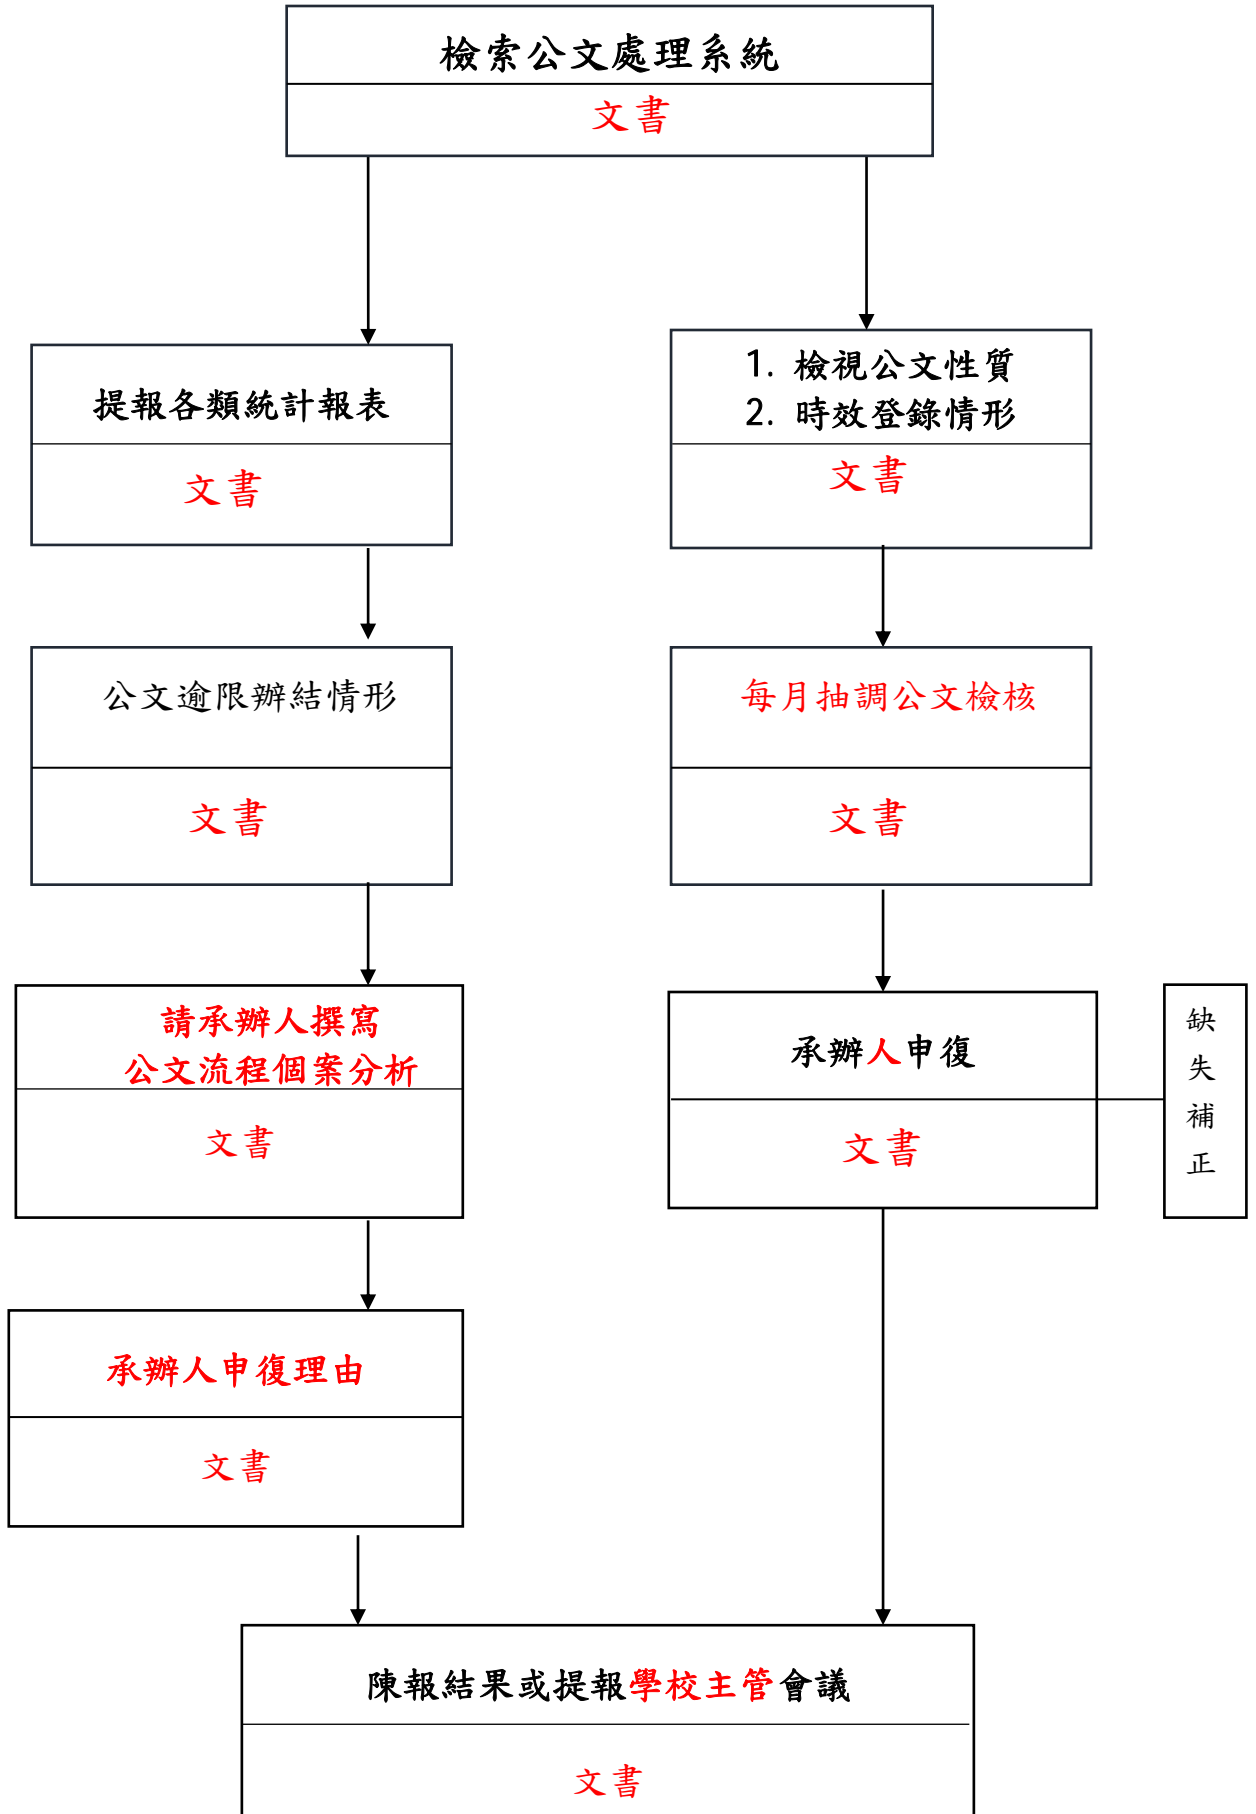 檢索公文處理系統
文書
提報各類統計報表
文書
1. 檢視公文性質
2. 時效登錄情形
文書
公文逾限辦結情形
文書
每月抽調公文檢核
文書
請承辦人撰寫
公文流程個案分析
文書
承辦人申復
文書
缺
失
補
正
承辦人申復理由
文書
陳報結果或提報學校主管會議
文書